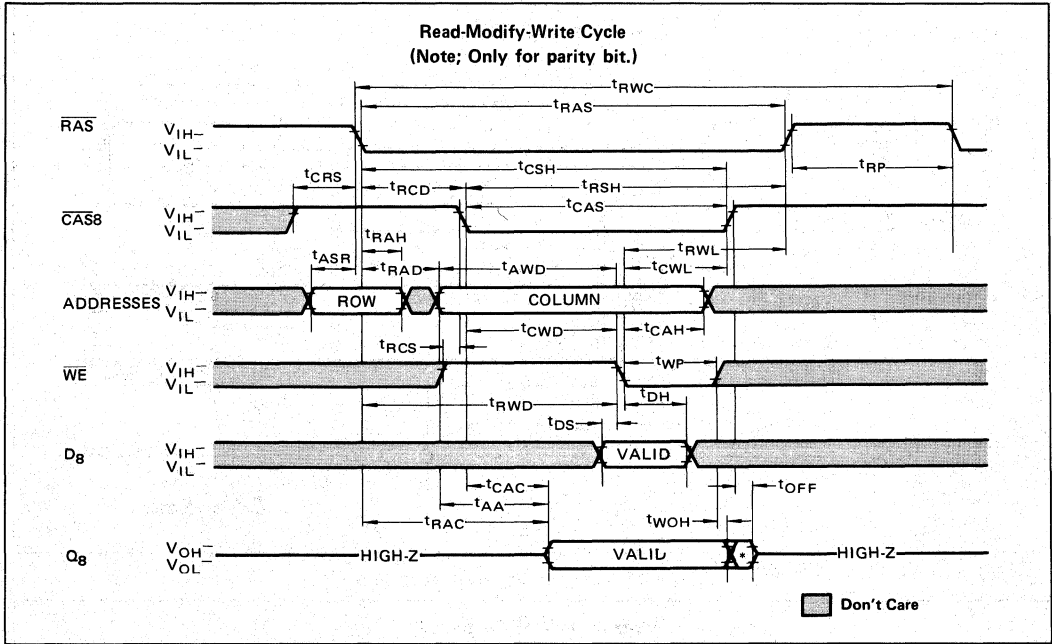 Read-Modify-Write Cycle
(Note; Only for parity bit.)
tRWC
tRAS
RAS
VIH
VIL
tCSH
tRP
tCRS
tRCD
tRSH
CAS8
VIH
VIL
tCAS
tRAH
tRWL
tASR
tRAD
tAWD
tCWL
ADDRESSES
VIH
VIL
ROW
COLUMN
tCWD
tCAH
tRCS
tWP
WE
VIH
VIL
tRWD
tDH
tDS
D8
VIH
VIL
VALID
tCAC
tOFF
tAA
tWOH
tRAC
Q8
VOH
VOL
HIGH-Z
VALID
*
HIGH-Z
Don't Care